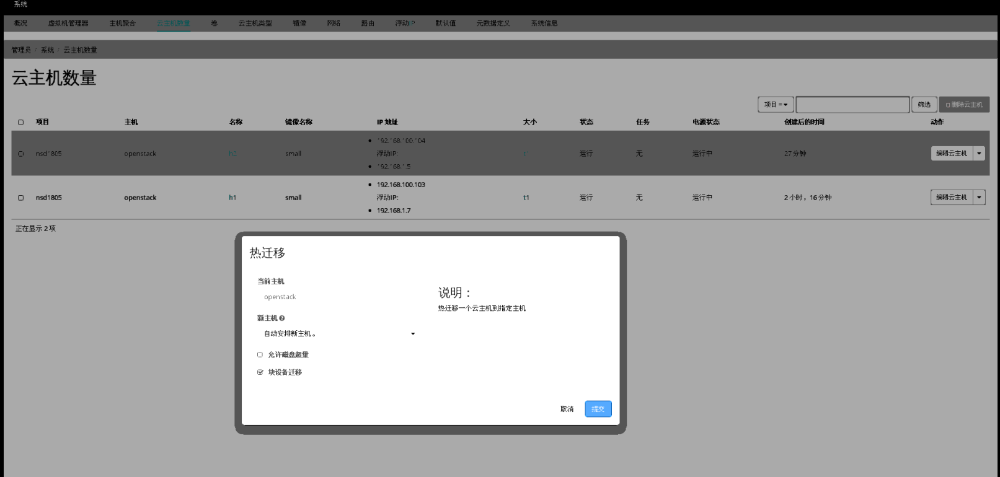 系统
概况 虚拟机管理器 主机聚合 云主机数量 卷 云主机类型 镜像 网络 路由 浮动IP 默认值 元数据定义 系统信息
管理员 / 系统 / 云主机数量
云主机数量
项目 = 筛选 删除云主机
项目 主机 名称 镜像名称 IP 地址 大小 状态 任务 电源状态 创建后的时间 动作
192.168.100.104
nsd1805 openstack h2 small 浮动IP: t1 运行 无 运行中 27 分钟 编辑云主机
192.168.1.5
192.168.100.103
nsd1805 openstack h1 small 浮动IP: t1 运行 无 运行中 2 小时，16 分钟 编辑云主机
192.168.1.7
正在显示 2 项
热迁移
当前主机
openstack
新主机
自动安排新主机。
允许磁盘超量
块设备迁移
说明：
热迁移一个云主机到指定主机
取消 提交